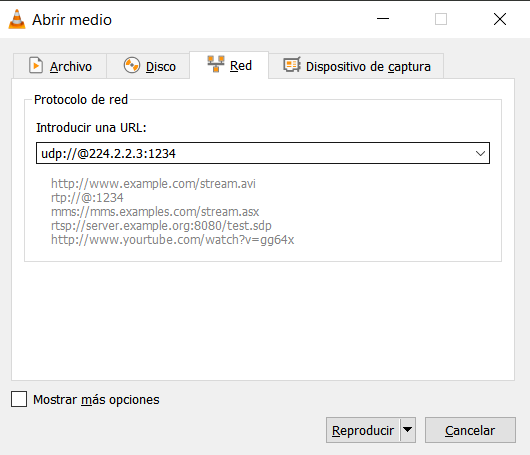 Abrir medio
Archivo
Disco
Red
Dispositivo de captura
Protocolo de red
Introducir una URL:
udp://@224.2.2.3:1234
http://www.example.com/stream.avi
rtp://@:1234
mms://mms.examples.com/stream.asx
rtsp://server.example.org:8080/test.sdp
http://www.yourtube.com/watch?v=gg64x
Mostrar más opciones
Reproducir
Cancelar